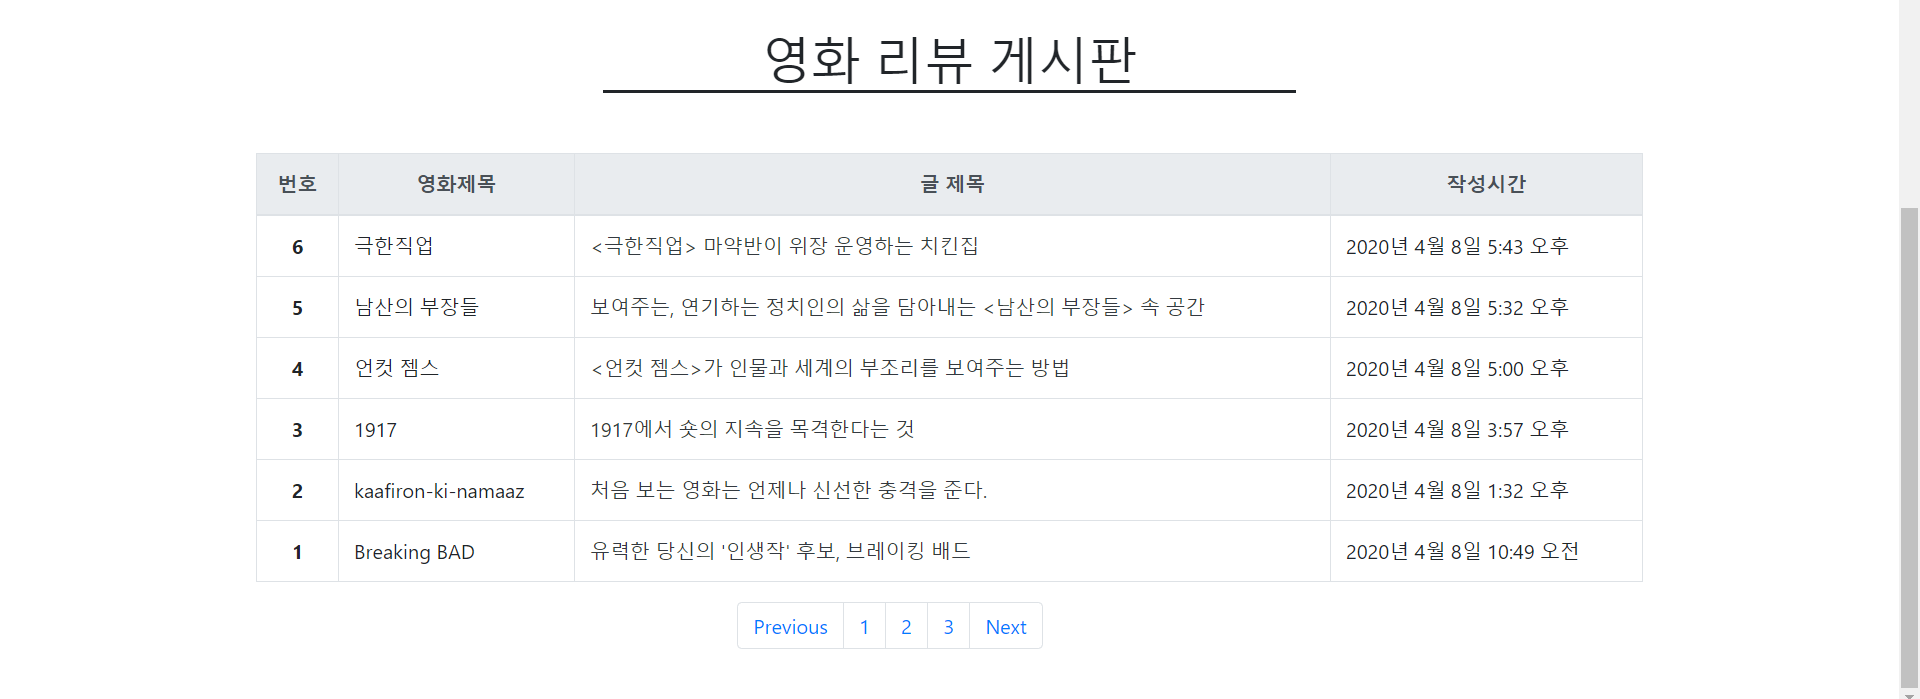 영화 리뷰 게시판
번호 영화제목 글 제목 작성시간
6 극한직업 <극한직업> 마약반이 위장 운영하는 치킨집 2020년 4월 8일 5:43 오후
5 남산의 부장들 보여주는, 연기하는 정치인의 삶을 담아내는 <남산의 부장들> 속 공간 2020년 4월 8일 5:32 오후
4 언컷 젬스 <언컷 젬스>가 인물과 세계의 부조리를 보여주는 방법 2020년 4월 8일 5:00 오후
3 1917 1917에서 숏의 지속을 목격한다는 것 2020년 4월 8일 3:57 오후
2 kaafiron-ki-namaaz 처음 보는 영화는 언제나 신선한 충격을 준다. 2020년 4월 8일 1:32 오후
1 Breaking BAD 유력한 당신의 '인생작' 후보, 브레이킹 배드 2020년 4월 8일 10:49 오전
Previous 1 2 3 Next